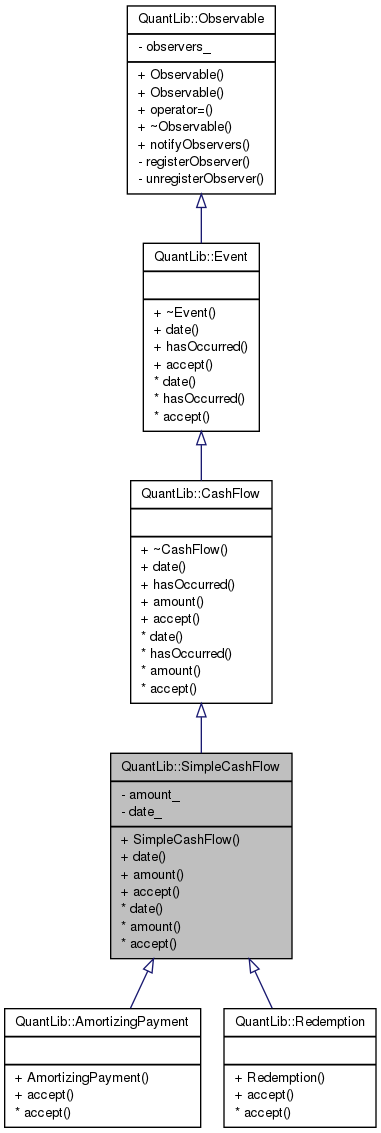 QuantLib::Observable
- observers_
+ Observable()
+ Observable()
+ operator=()
+ ~Observable()
+ notifyObservers()
- registerObserver()
- unregisterObserver()
QuantLib::Event
+ ~Event()
+ date()
+ hasOccurred()
+ accept()
* date()
* hasOccurred()
* accept()
QuantLib::CashFlow
+ ~CashFlow()
+ date()
+ hasOccurred()
+ amount()
+ accept()
* date()
* hasOccurred()
* amount()
* accept()
QuantLib::SimpleCashFlow
- amount_
- date_
+ SimpleCashFlow()
+ date()
+ amount()
+ accept()
* date()
* amount()
* accept()
QuantLib::AmortizingPayment
+ AmortizingPayment()
+ accept()
* accept()
QuantLib::Redemption
+ Redemption()
+ accept()
* accept()